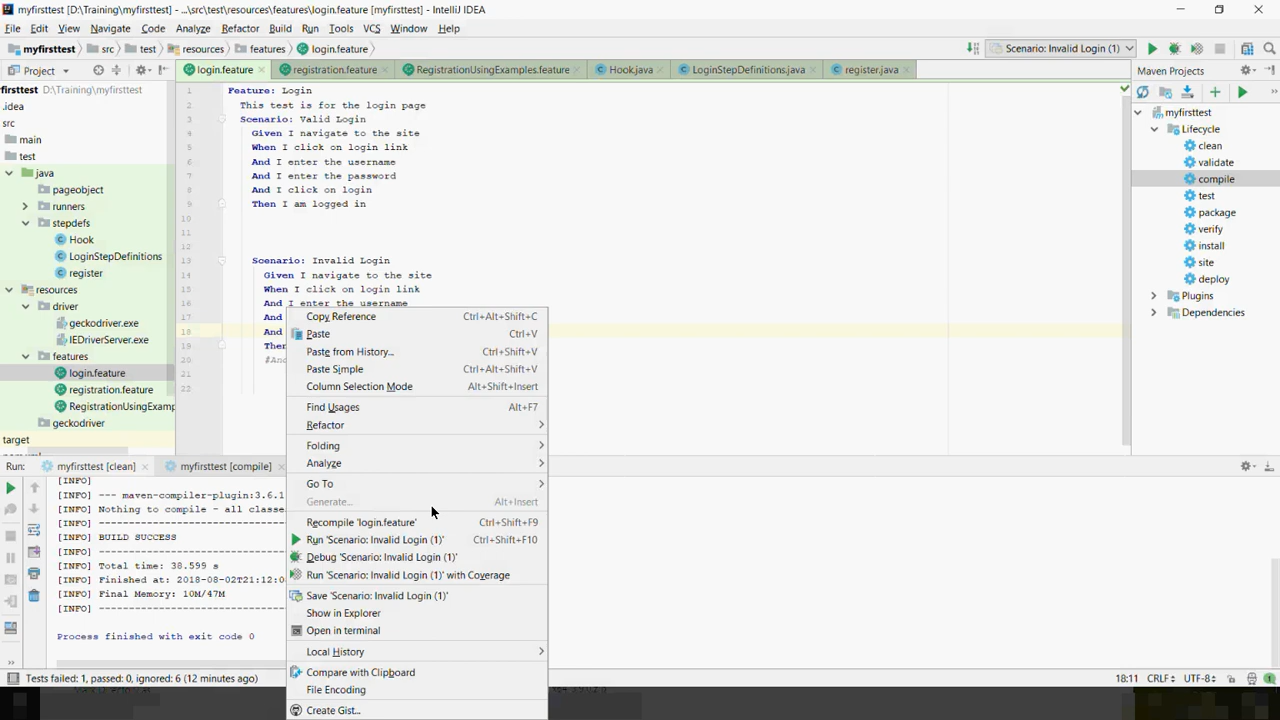 myfirsttest [D:\Training\myfirsttest] - ...\src\test\resources\features\login.feature [myfirsttest] - IntelliJ IDEA
File Edit View Navigate Code Analyze Refactor Build Run Tools VCS Window Help
myfirsttest src test resources features login.feature
Scenario: Invalid Login (1)
Project
login.feature registration.feature RegistrationUsingExamples.feature Hook.java LoginStepDefinitions.java register.java
Maven Projects
firsttest D:\Training\myfirsttest
.idea
src
main
test
java
pageobject
runners
stepdefs
Hook
LoginStepDefinitions
register
resources
driver
geckodriver.exe
IEDriverServer.exe
features
login.feature
registration.feature
RegistrationUsingExamp
geckodriver
target
1 Feature: Login
2 This test is for the login page
3 Scenario: Valid Login
4 Given I navigate to the site
5 When I click on login link
6 And I enter the username
7 And I enter the password
8 And I click on login
9 Then I am logged in
10
11
12
13 Scenario: Invalid Login
14 Given I navigate to the site
15 When I click on login link
16 And I enter the username
17 And
18 And
19 Then
20 #And
21
22
myfirsttest
Lifecycle
clean
validate
compile
test
package
verify
install
site
deploy
Plugins
Dependencies
Copy Reference Ctrl+Alt+Shift+C
Paste Ctrl+V
Paste from History... Ctrl+Shift+V
Paste Simple Ctrl+Alt+Shift+V
Column Selection Mode Alt+Shift+Insert
Find Usages Alt+F7
Refactor
Folding
Analyze
Go To
Generate... Alt+Insert
Recompile 'login.feature' Ctrl+Shift+F9
Run 'Scenario: Invalid Login (1)' Ctrl+Shift+F10
Debug 'Scenario: Invalid Login (1)'
Run 'Scenario: Invalid Login (1)' with Coverage
Save 'Scenario: Invalid Login (1)'
Show in Explorer
Open in terminal
Local History
Compare with Clipboard
File Encoding
Create Gist...
Run: myfirsttest [clean] myfirsttest [compile]
[INFO]
[INFO] --- maven-compiler-plugin:3.6.1
[INFO] Nothing to compile - all classe
[INFO] ------------------------
[INFO] BUILD SUCCESS
[INFO] ------------------------
[INFO] Total time: 38.599 s
[INFO] Finished at: 2018-08-02T21:12:0
[INFO] Final Memory: 10M/47M
[INFO] ------------------------
Process finished with exit code 0
Tests failed: 1, passed: 0, ignored: 6 (12 minutes ago)
18:11 CRLF UTF-8